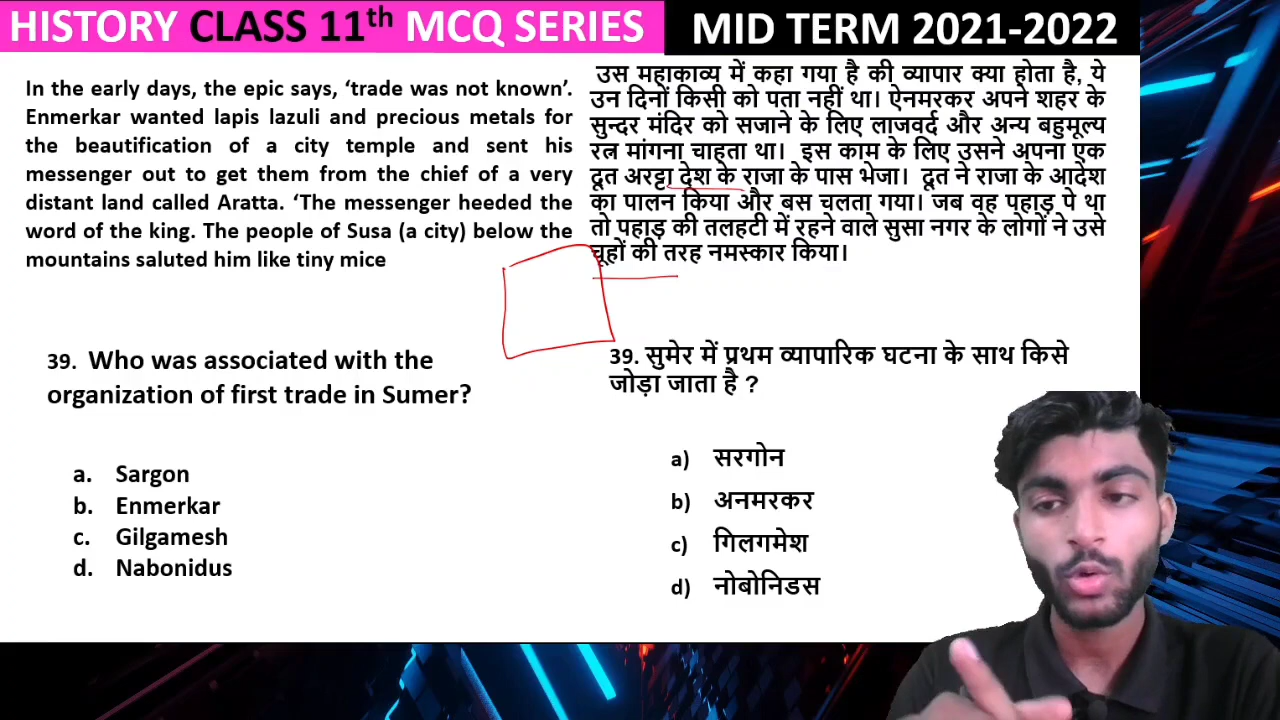 HISTORY CLASS 11th MCQ SERIES
MID TERM 2021-2022
In the early days, the epic says, ‘trade was not known’.
Enmerkar wanted lapis lazuli and precious metals for
the beautification of a city temple and sent his
messenger out to get them from the chief of a very
distant land called Aratta. ‘The messenger heeded the
word of the king. The people of Susa (a city) below the
mountains saluted him like tiny mice
उस महाकाव्य में कहा गया है की व्यापार क्या होता है, ये
उन दिनों किसी को पता नहीं था। ऐनमरकर अपने शहर के
सुन्दर मंदिर को सजाने के लिए लाजवर्द और अन्य बहुमूल्य
रत्न मांगना चाहता था। इस काम के लिए उसने अपना एक
दूत अरट्टा देश के राजा के पास भेजा। दूत ने राजा के आदेश
का पालन किया और बस चलता गया। जब वह पहाड़ पे था
तो पहाड़ की तलहटी में रहने वाले सुसा नगर के लोगों ने उसे
चूहों की तरह नमस्कार किया।
39. Who was associated with the
organization of first trade in Sumer?
a. Sargon
b. Enmerkar
c. Gilgamesh
d. Nabonidus
39. सुमेर में प्रथम व्यापारिक घटना के साथ किसे
जोड़ा जाता है ?
a) सरगोन
b) अनमरकर
c) गिलगमेश
d) नोबोनिडस